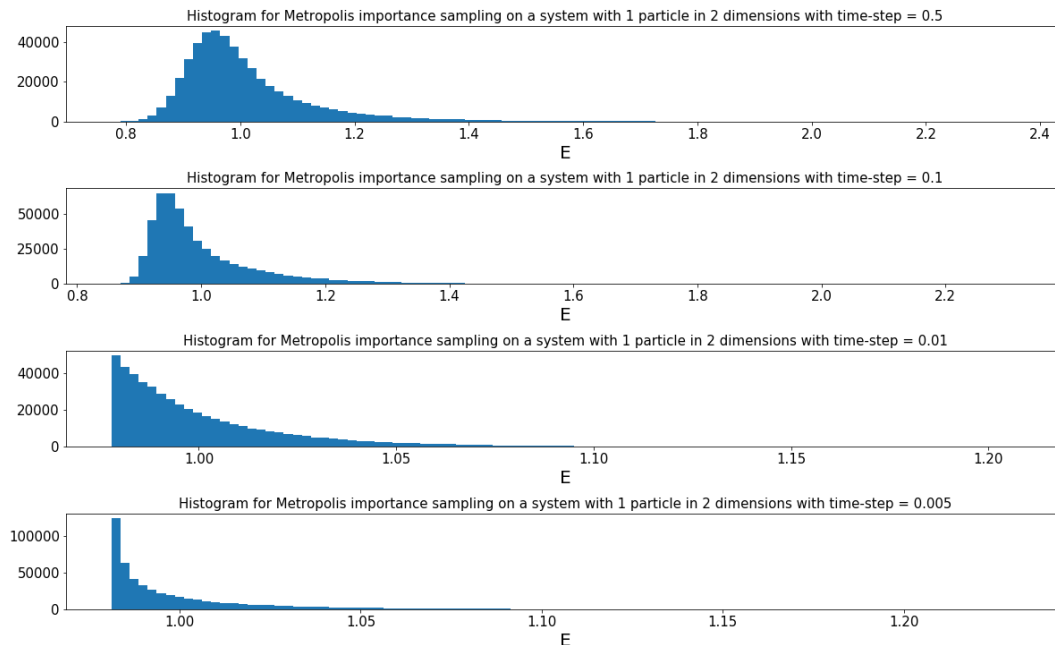 Histogram for Metropolis importance sampling on a system with 1 particle in 2 dimensions with time-step = 0.5
40000
20000
0
0.8 1.0 1.2 1.4 1.6 1.8 2.0 2.2 2.4
E
Histogram for Metropolis importance sampling on a system with 1 particle in 2 dimensions with time-step = 0.1
50000
25000
0
0.8 1.0 1.2 1.4 1.6 1.8 2.0 2.2
E
Histogram for Metropolis importance sampling on a system with 1 particle in 2 dimensions with time-step = 0.01
40000
20000
0
1.00 1.05 1.10 1.15 1.20
E
Histogram for Metropolis importance sampling on a system with 1 particle in 2 dimensions with time-step = 0.005
100000
50000
0
1.00 1.05 1.10 1.15 1.20
E